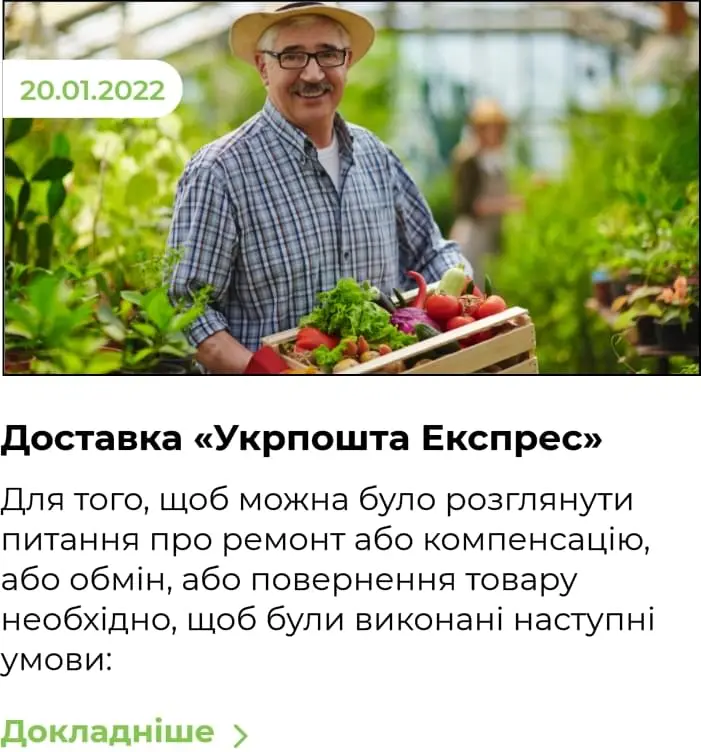 20.01.2022
Доставка «Укрпошта Експрес»
Для того, щоб можна було розглянути
питання про ремонт або компенсацію,
або обмін, або повернення товару
необхідно, щоб були виконані наступні
умови:
Докладніше